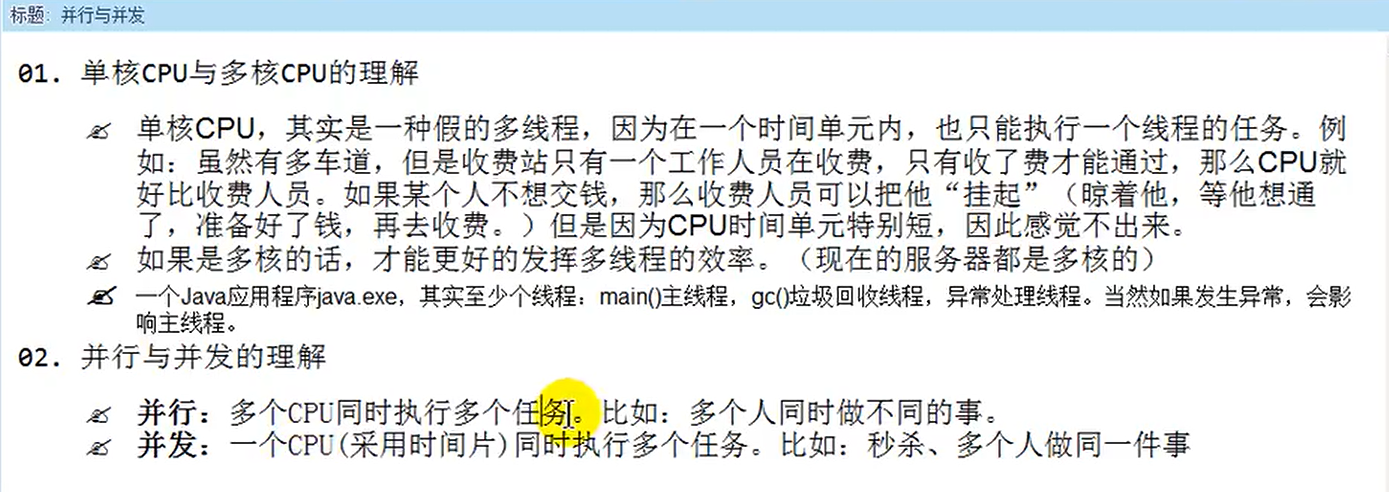 标题: 并行与并发
01. 单核CPU与多核CPU的理解
单核CPU，其实是一种假的多线程，因为在一个时间单元内，也只能执行一个线程的任务。例
如：虽然有多车道，但是收费站只有一个工作人员在收费，只有收了费才能通过，那么CPU就
好比收费人员。如果某个人不想交钱，那么收费人员可以把他“挂起”（晾着他，等他想通
了，准备好了钱，再去收费。）但是因为CPU时间单元特别短，因此感觉不出来。
如果是多核的话，才能更好的发挥多线程的效率。（现在的服务器都是多核的）
一个Java应用程序java.exe，其实至少个线程：main()主线程，gc()垃圾回收线程，异常处理线程。当然如果发生异常，会影
响主线程。
02. 并行与并发的理解
并行：多个CPU同时执行多个任务。比如：多个人同时做不同的事。
并发：一个CPU(采用时间片)同时执行多个任务。比如：秒杀、多个人做同一件事